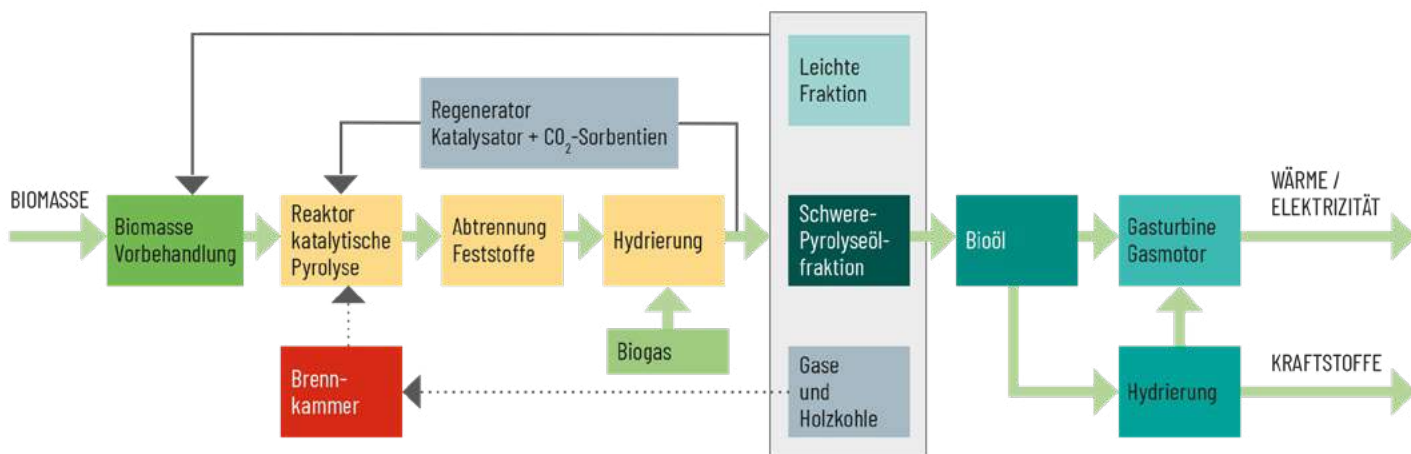 BIOMASSE
Biomasse
Vorbehandlung
Regenerator
Katalysator + CO₂-Sorbentien
Reaktor
katalytische
Pyrolyse
Abtrennung
Feststoffe
Hydrierung
Biogas
Brenn-
kammer
Leichte
Fraktion
Schwere-
Pyrolyseöl-
fraktion
Gase
und
Holzkohle
Bioöl
Gasturbine
Gasmotor
Hydrierung
WÄRME /
ELEKTRIZITÄT
KRAFTSTOFFE